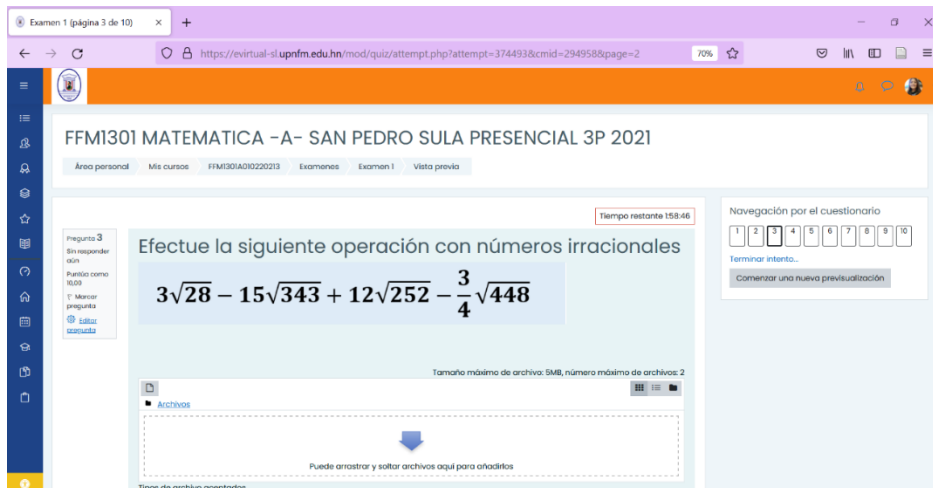 Examen 1 (página 3 de 10)
https://evirtual-sl.upnfm.edu.hn/mod/quiz/attempt.php?attempt=374493&cmid=294958&page=2
70%
FFM1301 MATEMATICA -A- SAN PEDRO SULA PRESENCIAL 3P 2021
Área personal Mis cursos FFM1301A010220213 Examenes Examen 1 Vista previa
Tiempo restante 1:58:46
Pregunta 3
Sin responder
aún
Puntúa como
10,00
Marcar
pregunta
Editar
pregunta
Efectue la siguiente operación con números irracionales
3√28 − 15√343 + 12√252 − 3/4 √448
Tamaño máximo de archivo: 5MB, número máximo de archivos: 2
Archivos
Puede arrastrar y soltar archivos aquí para añadirlos
Tipos de archivo aceptados
Navegación por el cuestionario
1 2 3 4 5 6 7 8 9 10
Terminar intento...
Comenzar una nueva previsualización